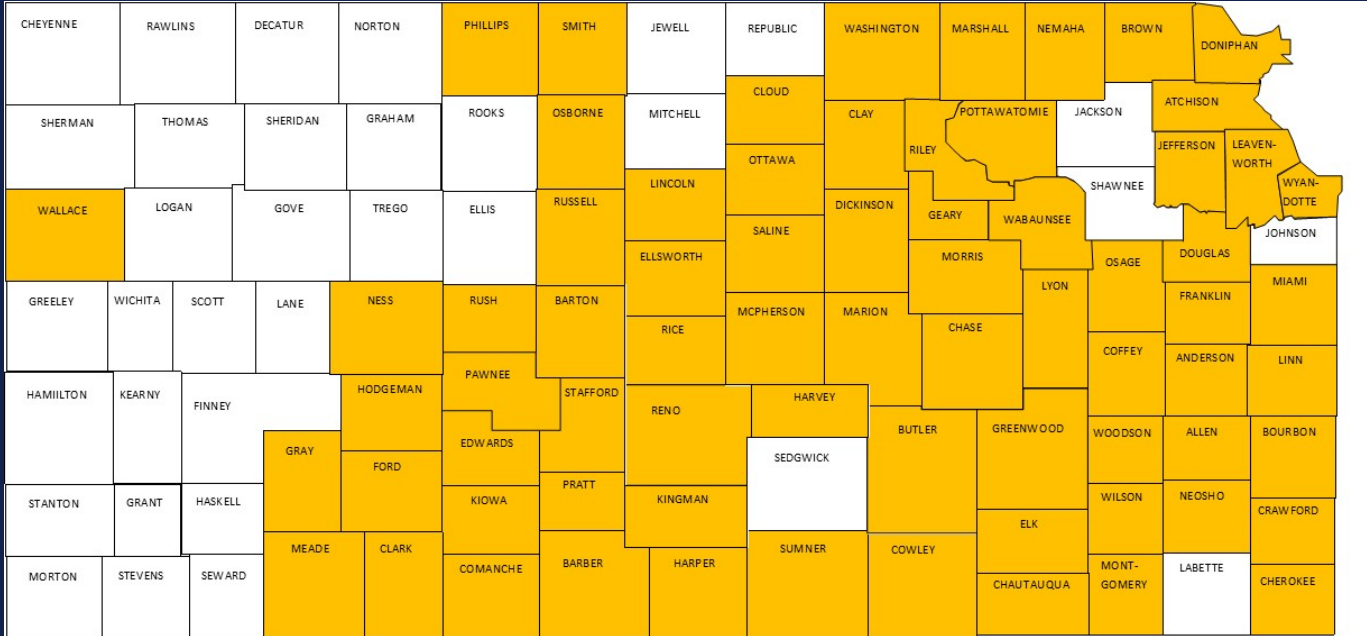 CHEYENNE
RAWLINS
DECATUR
NORTON
PHILLIPS
SMITH
JEWELL
REPUBLIC
WASHINGTON
MARSHALL
NEMAHA
BROWN
DONIPHAN
SHERMAN
THOMAS
SHERIDAN
GRAHAM
ROOKS
OSBORNE
MITCHELL
CLOUD
CLAY
RILEY
POTTAWATOMIE
JACKSON
ATCHISON
JEFFERSON
LEAVEN-
WORTH
WYAN-
DOTTE
WALLACE
LOGAN
GOVE
TREGO
ELLIS
RUSSELL
LINCOLN
OTTAWA
SALINE
DICKINSON
GEARY
WABAUNSEE
SHAWNEE
DOUGLAS
JOHNSON
GREELEY
WICHITA
SCOTT
LANE
NESS
RUSH
BARTON
ELLSWORTH
RICE
MCPHERSON
MARION
MORRIS
CHASE
LYON
OSAGE
FRANKLIN
MIAMI
HAMIILTON
KEARNY
FINNEY
HODGEMAN
PAWNEE
STAFFORD
RENO
HARVEY
BUTLER
GREENWOOD
COFFEY
ANDERSON
LINN
GRAY
FORD
EDWARDS
SEDGWICK
WOODSON
ALLEN
BOURBON
STANTON
GRANT
HASKELL
KIOWA
PRATT
KINGMAN
ELK
WILSON
NEOSHO
CRAWFORD
MORTON
STEVENS
SEWARD
MEADE
CLARK
COMANCHE
BARBER
HARPER
SUMNER
COWLEY
CHAUTAUQUA
MONT-
GOMERY
LABETTE
CHEROKEE